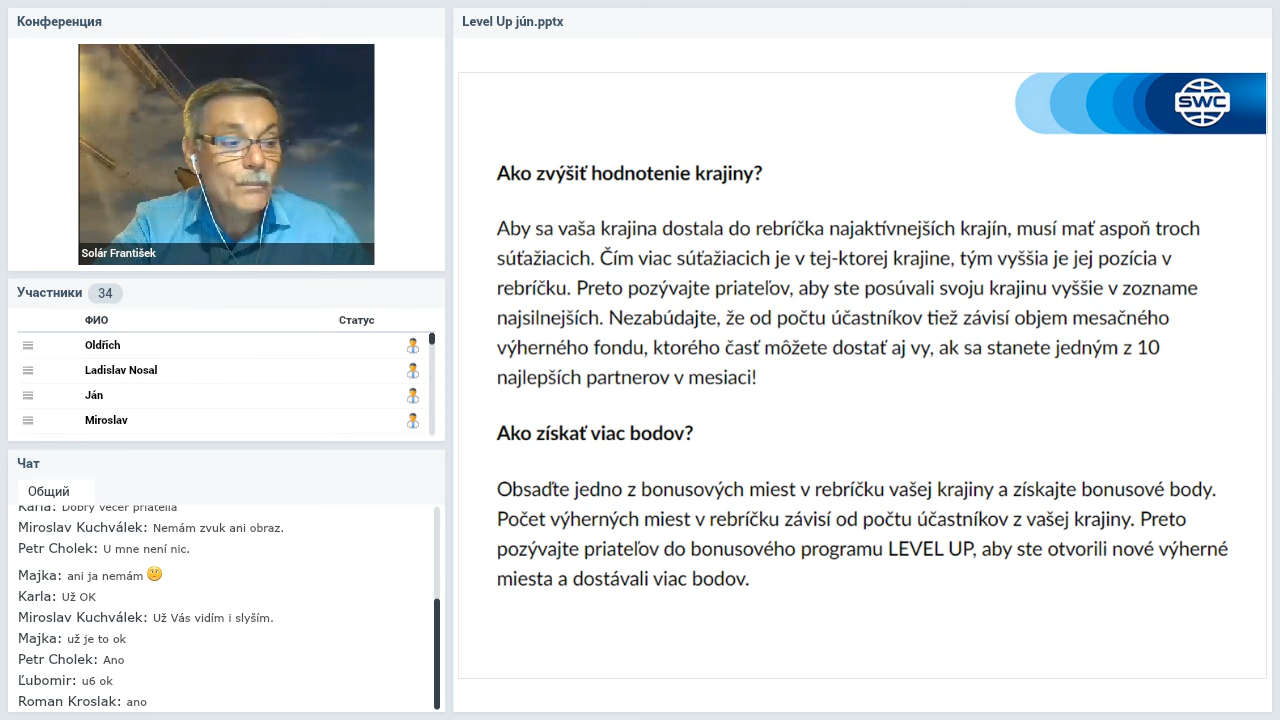 Конференция
Solár František
Участники 34
ФИО Статус
Oldřich
Ladislav Nosal
Ján
Miroslav
Чат
Общий
Karla: Dobrý večer priatelia
Miroslav Kuchválek: Nemám zvuk ani obraz.
Petr Cholek: U mne není nic.
Majka: ani ja nemám
Karla: Už OK
Miroslav Kuchválek: Už Vás vidím i slyším.
Majka: už je to ok
Petr Cholek: Ano
Ľubomir: u6 ok
Roman Kroslak: ano
Level Up jún.pptx
SWC
Ako zvýšiť hodnotenie krajiny?
Aby sa vaša krajina dostala do rebríčka najaktívnejších krajín, musí mať aspoň troch
súťažiacich. Čím viac súťažiacich je v tej-ktorej krajine, tým vyššia je jej pozícia v
rebríčku. Preto pozývajte priateľov, aby ste posúvali svoju krajinu vyššie v zozname
najsilnejších. Nezabúdajte, že od počtu účastníkov tiež závisí objem mesačného
výherného fondu, ktorého časť môžete dostať aj vy, ak sa stanete jedným z 10
najlepších partnerov v mesiaci!
Ako získať viac bodov?
Obsaďte jedno z bonusových miest v rebríčku vašej krajiny a získajte bonusové body.
Počet výherných miest v rebríčku závisí od počtu účastníkov z vašej krajiny. Preto
pozývajte priateľov do bonusového programu LEVEL UP, aby ste otvorili nové výherné
miesta a dostávali viac bodov.